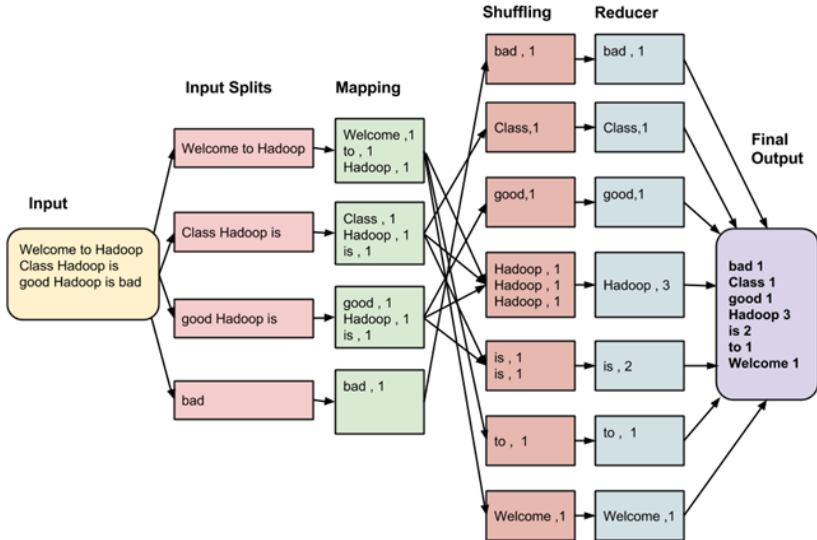 Shuffling
Reducer
Input Splits
Mapping
Final
Output
Input
Welcome to Hadoop
Class Hadoop is
good Hadoop is bad
Welcome to Hadoop
Class Hadoop is
good Hadoop is
bad
Welcome ,1
to , 1
Hadoop , 1
Class , 1
Hadoop , 1
is , 1
good , 1
Hadoop , 1
is , 1
bad , 1
bad , 1
Class,1
good,1
Hadoop , 1
Hadoop , 1
Hadoop , 1
is , 1
is , 1
to , 1
Welcome ,1
bad , 1
Class,1
good,1
Hadoop , 3
is , 2
to , 1
Welcome ,1
bad 1
Class 1
good 1
Hadoop 3
is 2
to 1
Welcome 1